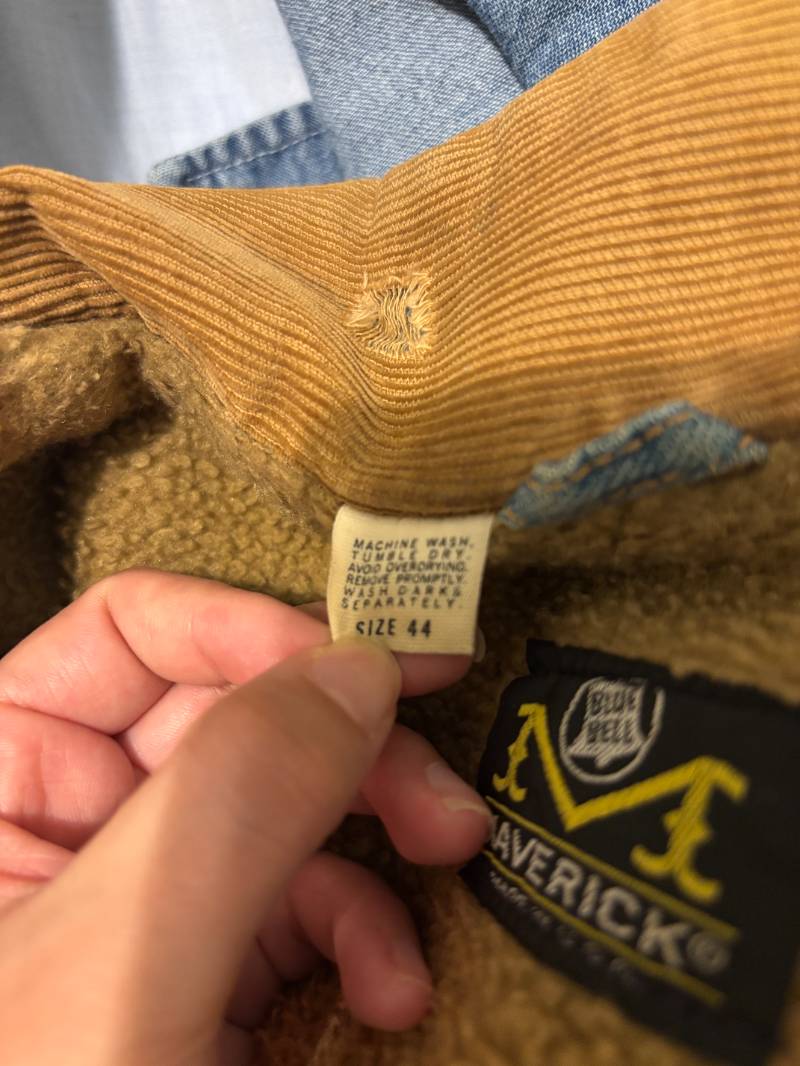 MACHINE WASH,
TUMBLE DRY.
AVOID OVERDRYING.
REMOVE PROMPTLY.
WASH DARKS
SEPARATELY.
SIZE 44
BLUE
BELL
M
MAVERICK®